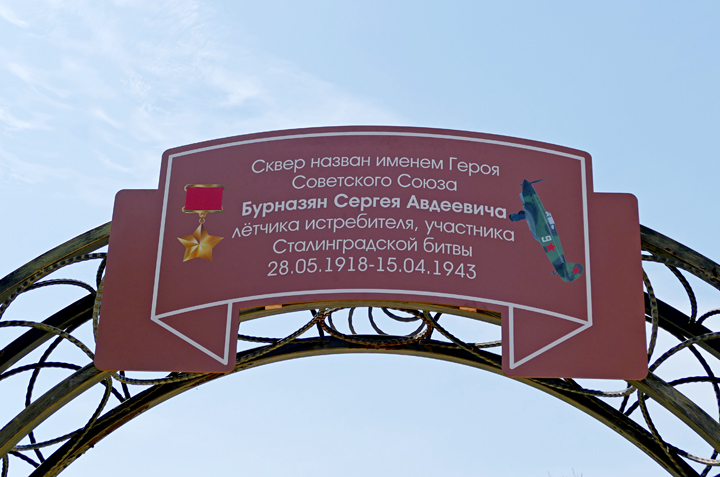 Сквер назван именем Героя
Советского Союза
Бурназян Сергея Авдеевича
лётчика истребителя, участника
Сталинградской битвы
28.05.1918-15.04.1943